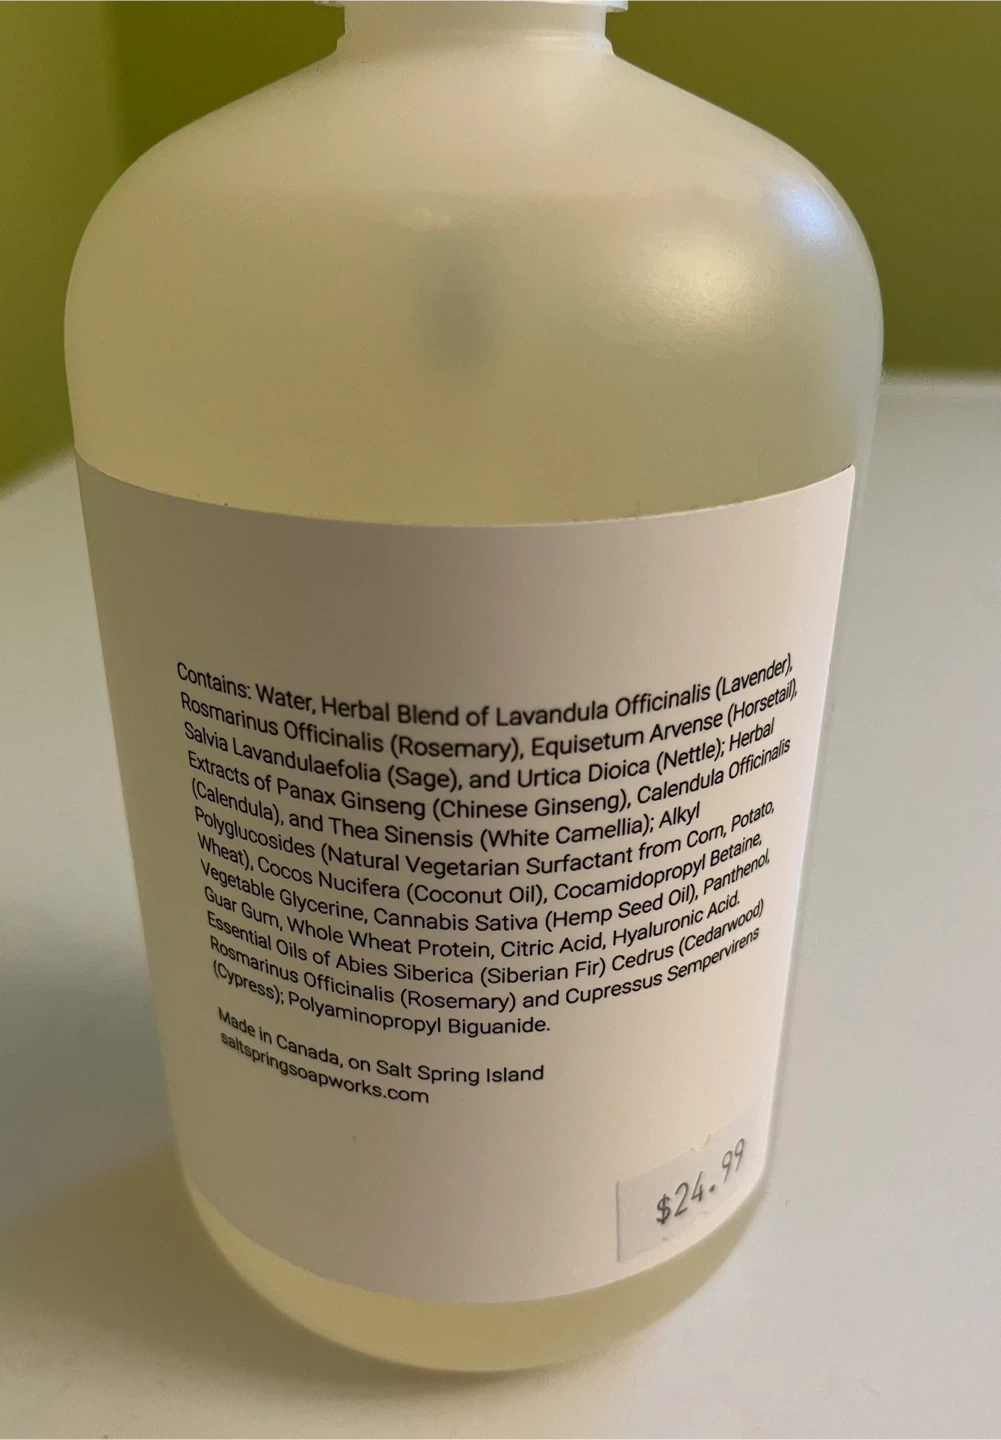 Contains: Water, Herbal Blend of Lavandula Officinalis (Lavender),
Rosmarinus Officinalis (Rosemary), Equisetum Arvense (Horsetail),
Salvia Lavandulaefolia (Sage), and Urtica Dioica (Nettle); Herbal
Extracts of Panax Ginseng (Chinese Ginseng), Calendula Officinalis
(Calendula), and Thea Sinensis (White Camellia); Alkyl
Polyglucosides (Natural Vegetarian Surfactant from Corn, Potato,
Wheat), Cocos Nucifera (Coconut Oil), Cocamidopropyl Betaine,
Vegetable Glycerine, Cannabis Sativa (Hemp Seed Oil), Panthenol,
Guar Gum, Whole Wheat Protein, Citric Acid, Hyaluronic Acid.
Essential Oils of Abies Siberica (Siberian Fir) Cedrus (Cedarwood)
Rosmarinus Officinalis (Rosemary) and Cupressus Sempervirens
(Cypress); Polyaminopropyl Biguanide.
Made in Canada, on Salt Spring Island
saltspringsoapworks.com
$24.99